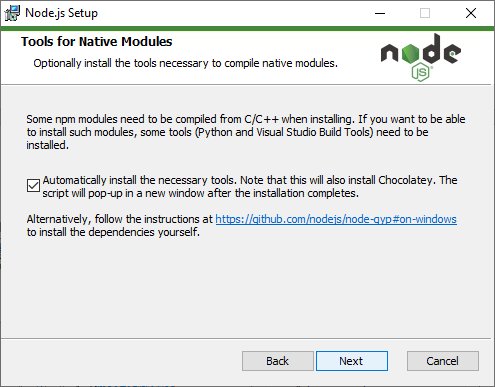 Node.js Setup
Tools for Native Modules
Optionally install the tools necessary to compile native modules.
node
JS
Some npm modules need to be compiled from C/C++ when installing. If you want to be able
to install such modules, some tools (Python and Visual Studio Build Tools) need to be
installed.
Automatically install the necessary tools. Note that this will also install Chocolatey. The
script will pop-up in a new window after the installation completes.
Alternatively, follow the instructions at https://github.com/nodejs/node-gyp#on-windows
to install the dependencies yourself.
Back Next Cancel